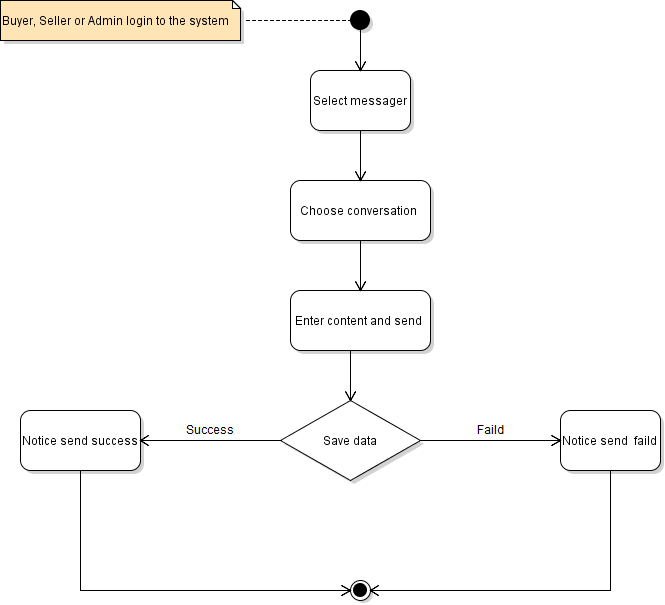 Buyer, Seller or Admin login to the system
Select messager
Choose conversation
Enter content and send
Success
Faild
Notice send success
Save data
Notice send faild